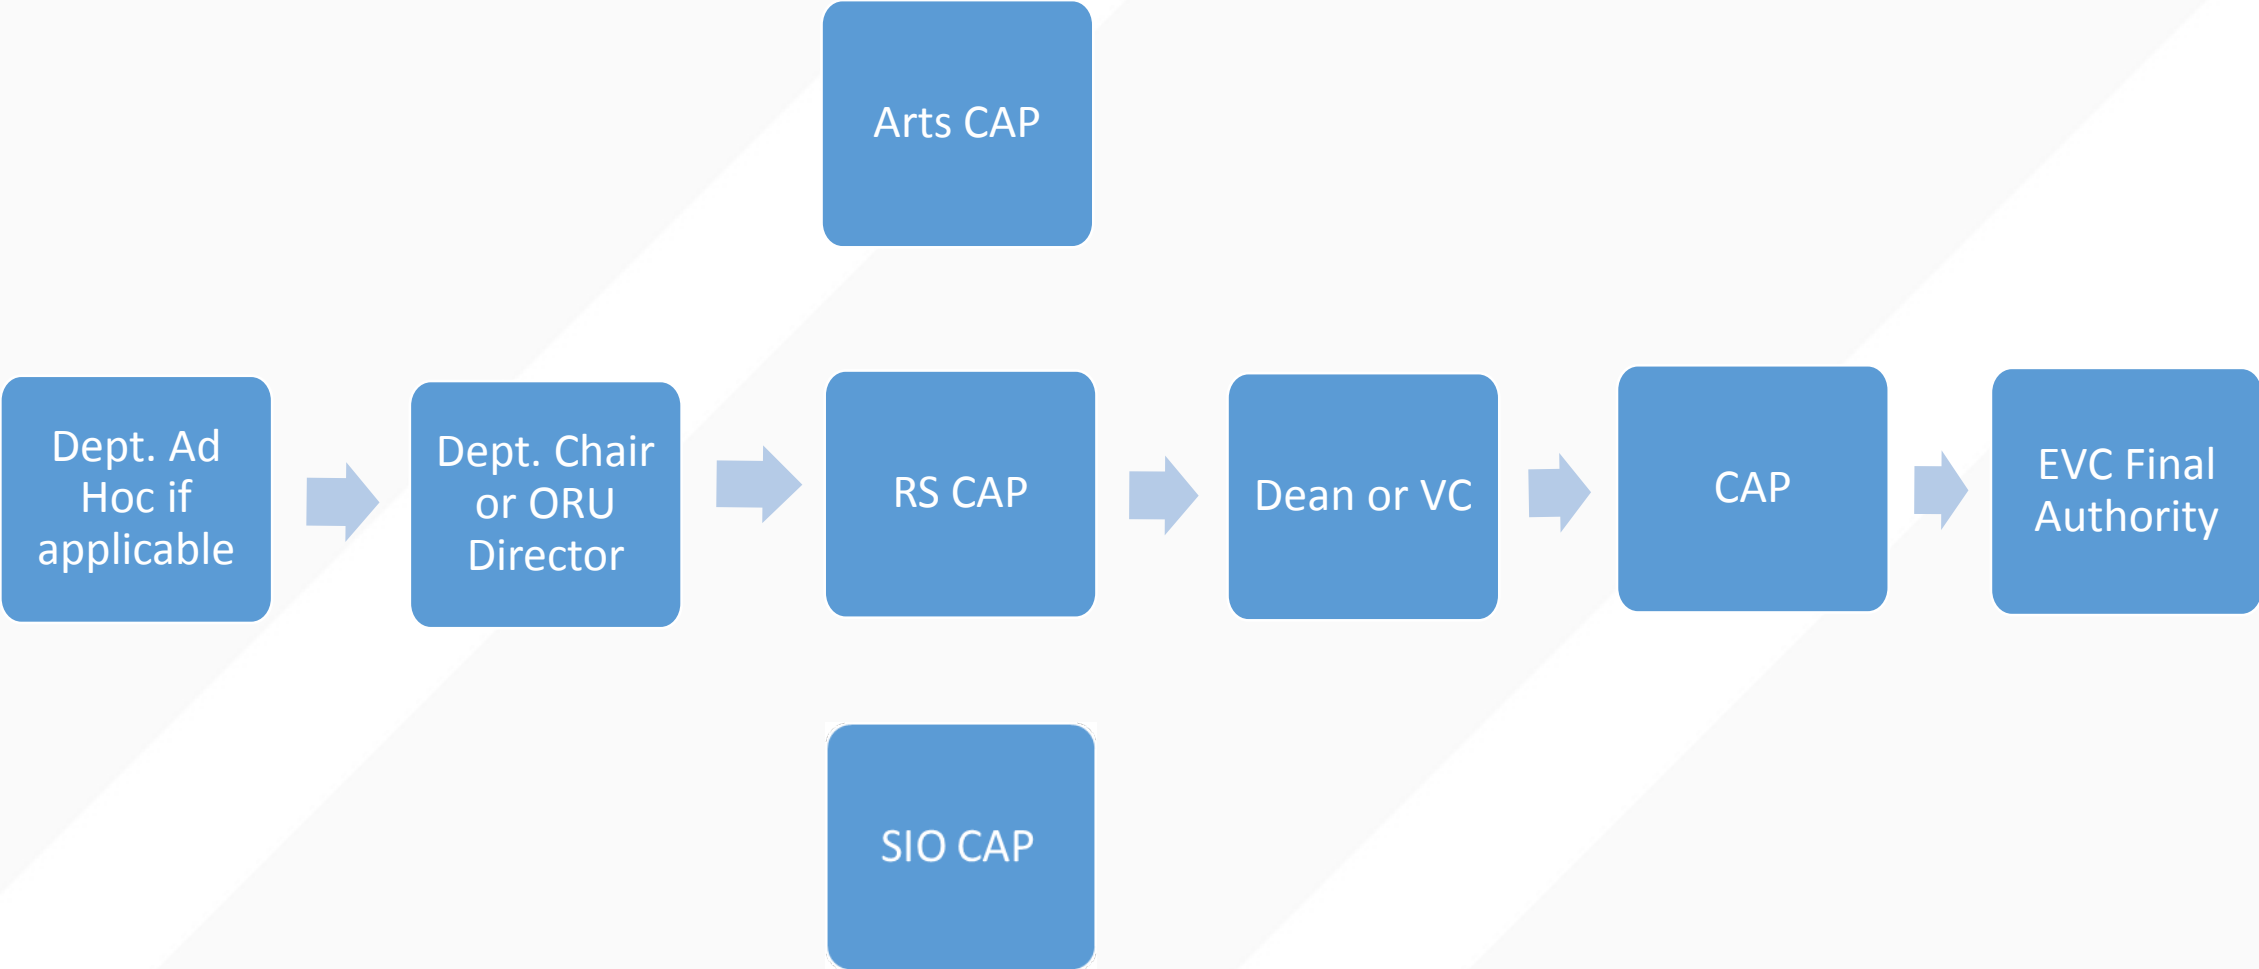 Arts CAP
Dept. Ad
Hoc if
applicable
Dept. Chair
or ORU
Director
RS CAP
Dean or VC
CAP
EVC Final
Authority
SIO CAP